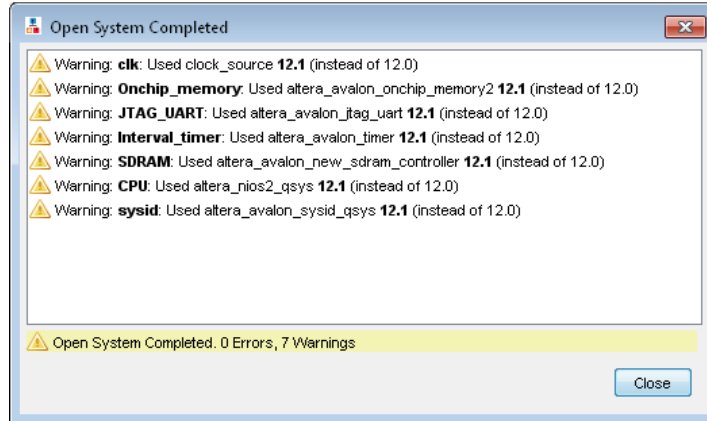 Open System Completed
Warning: clk: Used clock_source 12.1 (instead of 12.0)
Warning: Onchip_memory: Used altera_avalon_onchip_memory2 12.1 (instead of 12.0)
Warning: JTAG_UART: Used altera_avalon_jtag_uart 12.1 (instead of 12.0)
Warning: Interval_timer: Used altera_avalon_timer 12.1 (instead of 12.0)
Warning: SDRAM: Used altera_avalon_new_sdram_controller 12.1 (instead of 12.0)
Warning: CPU: Used altera_nios2_qsys 12.1 (instead of 12.0)
Warning: sysid: Used altera_avalon_sysid_qsys 12.1 (instead of 12.0)
Open System Completed. 0 Errors, 7 Warnings
Close